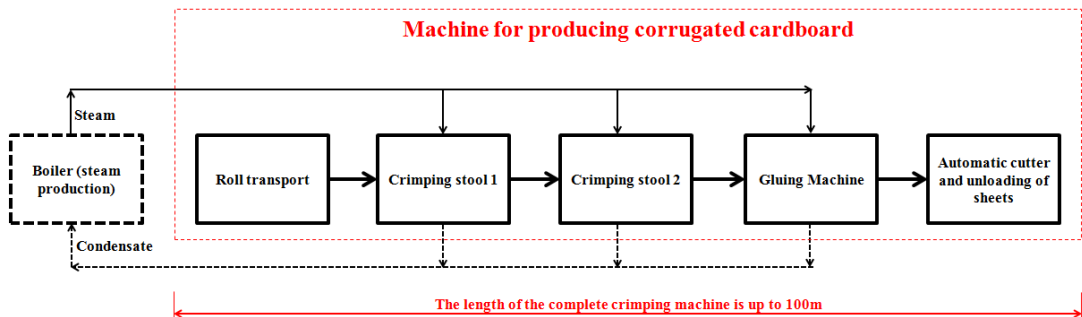 Machine for producing corrugated cardboard
Steam
Boiler (steam
production)
Roll transport
Crimping stool 1
Crimping stool 2
Gluing Machine
Automatic cutter
and unloading of
sheets
Condensate
The length of the complete crimping machine is up to 100m